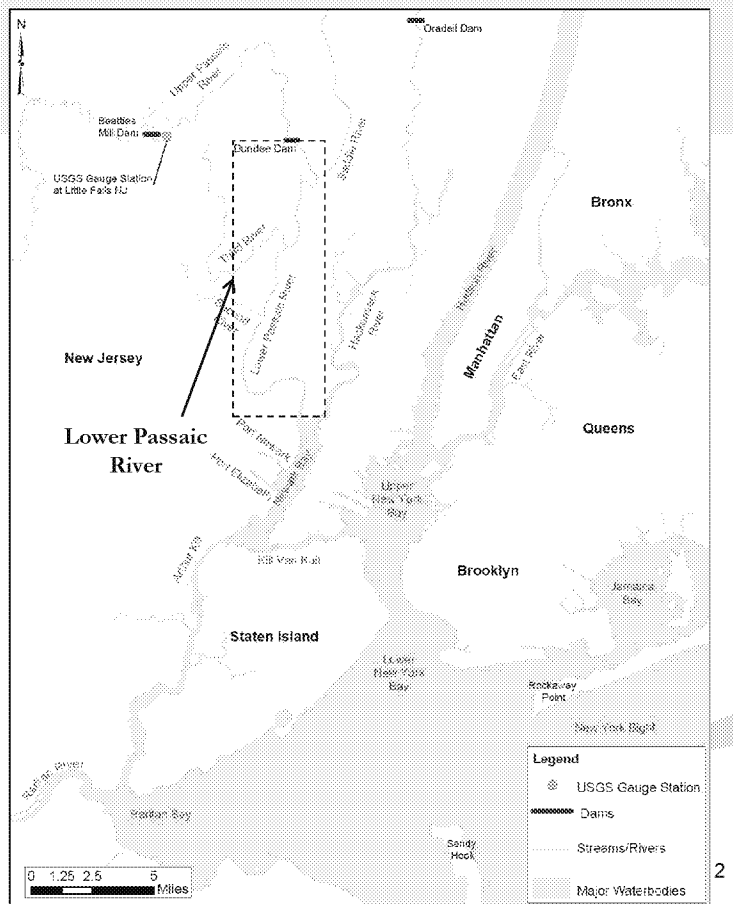 N
Oradell Dam
Upper Passaic River
Beatties
Mill Dam
Dundee Dam
Saddle River
USGS Gauge Station
at Little Falls NJ
Bronx
Third River
Hudson River
Second
River
Lower Passaic River
Hackensack
River
New Jersey
Manhattan
East River
Lower Passaic
River
Queens
Port Newark
Port Elizabeth
Newark Bay
Upper
New York
Bay
Arthur Kill
Kill Van Kull
Brooklyn
Jamaica
Bay
Staten Island
Lower
New York
Bay
Rockaway
Point
New York Bight
Raritan River
Raritan Bay
Sandy
Hook
Legend
USGS Gauge Station
Dams
Streams/Rivers
Major Waterbodies
0 1.25 2.5 5
Miles
2